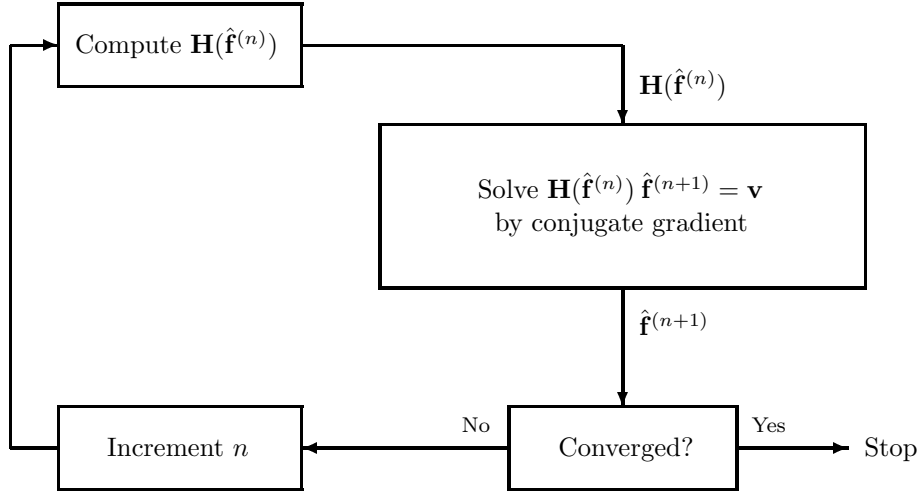 Compute 𝐇(𝐟̂⁽ⁿ⁾)
𝐇(𝐟̂⁽ⁿ⁾)
Solve 𝐇(𝐟̂⁽ⁿ⁾) 𝐟̂⁽ⁿ⁺¹⁾ = 𝐯
by conjugate gradient
𝐟̂⁽ⁿ⁺¹⁾
Increment n
No
Converged?
Yes
Stop